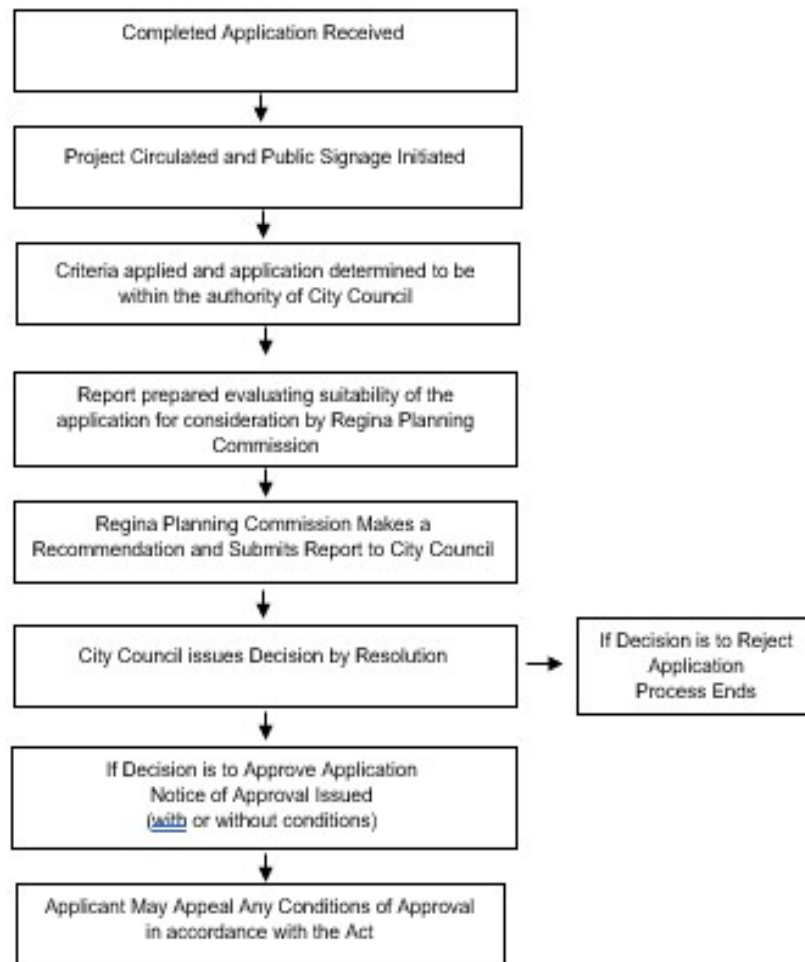 Completed Application Received
Project Circulated and Public Signage Initiated
Criteria applied and application determined to be
within the authority of City Council
Report prepared evaluating suitability of the
application for consideration by Regina Planning
Commission
Regina Planning Commission Makes a
Recommendation and Submits Report to City Council
City Council issues Decision by Resolution
If Decision is to Reject
Application
Process Ends
If Decision is to Approve Application
Notice of Approval Issued
(with or without conditions)
Applicant May Appeal Any Conditions of Approval
in accordance with the Act